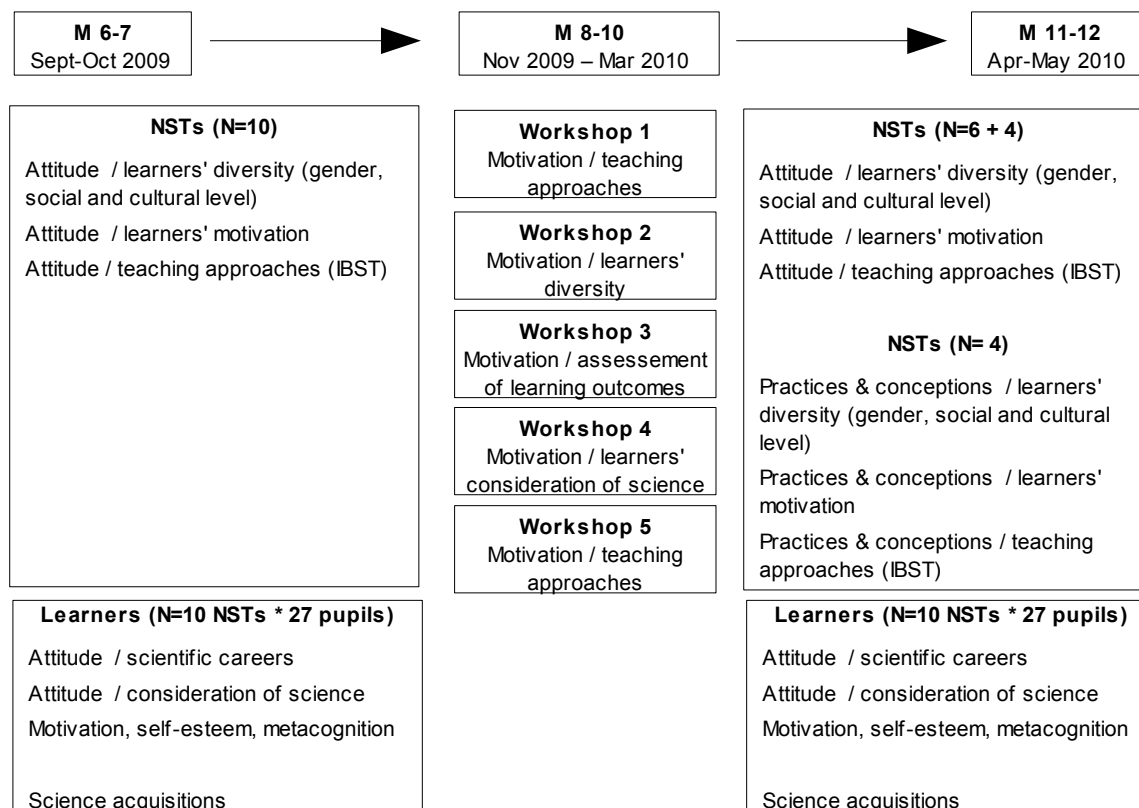 M 6-7
Sept-Oct 2009
M 8-10
Nov 2009 – Mar 2010
M 11-12
Apr-May 2010
NSTs (N=10)
Attitude / learners' diversity (gender,
social and cultural level)
Attitude / learners' motivation
Attitude / teaching approaches (IBST)
Workshop 1
Motivation / teaching
approaches
Workshop 2
Motivation / learners'
diversity
Workshop 3
Motivation / assessement
of learning outcomes
Workshop 4
Motivation / learners'
consideration of science
Workshop 5
Motivation / teaching
approaches
NSTs (N=6 + 4)
Attitude / learners' diversity (gender,
social and cultural level)
Attitude / learners' motivation
Attitude / teaching approaches (IBST)
NSTs (N= 4)
Practices & conceptions / learners'
diversity (gender, social and cultural
level)
Practices & conceptions / learners'
motivation
Practices & conceptions / teaching
approaches (IBST)
Learners (N=10 NSTs * 27 pupils)
Attitude / scientific careers
Attitude / consideration of science
Motivation, self-esteem, metacognition
Science acquisitions
Learners (N=10 NSTs * 27 pupils)
Attitude / scientific careers
Attitude / consideration of science
Motivation, self-esteem, metacognition
Science acquisitions